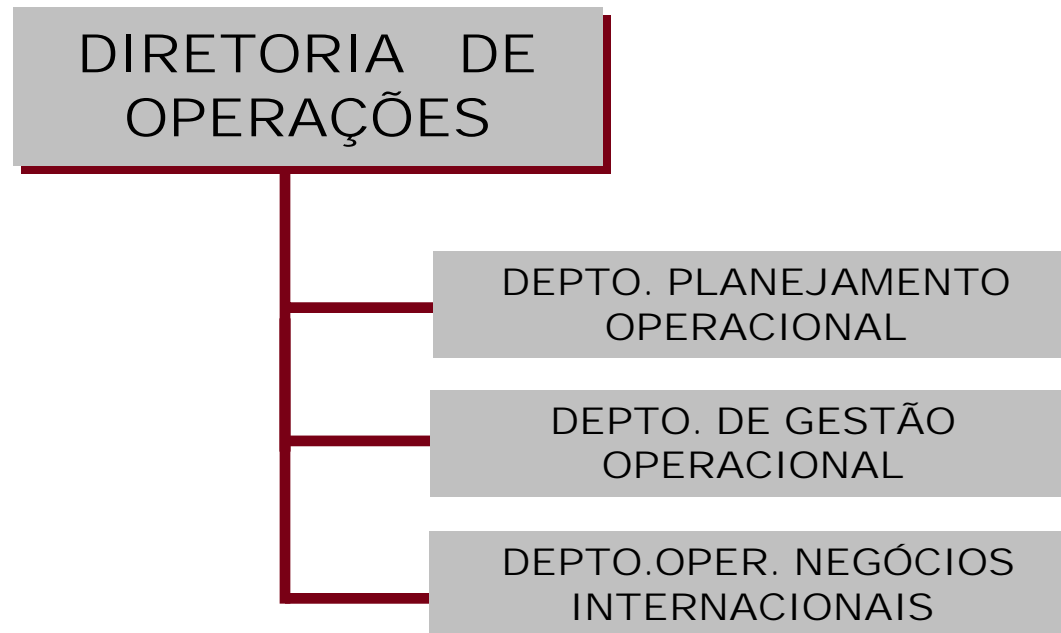 DIRETORIA DE
OPERAÇÕES
DEPTO. PLANEJAMENTO
OPERACIONAL
DEPTO. DE GESTÃO
OPERACIONAL
DEPTO.OPER. NEGÓCIOS
INTERNACIONAIS